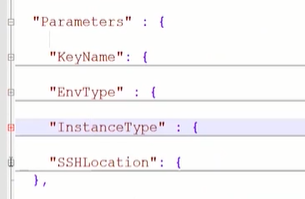 "Parameters" : {
"KeyName": {
"EnvType" : {
"InstanceType" : {
"SSHLocation": {
},